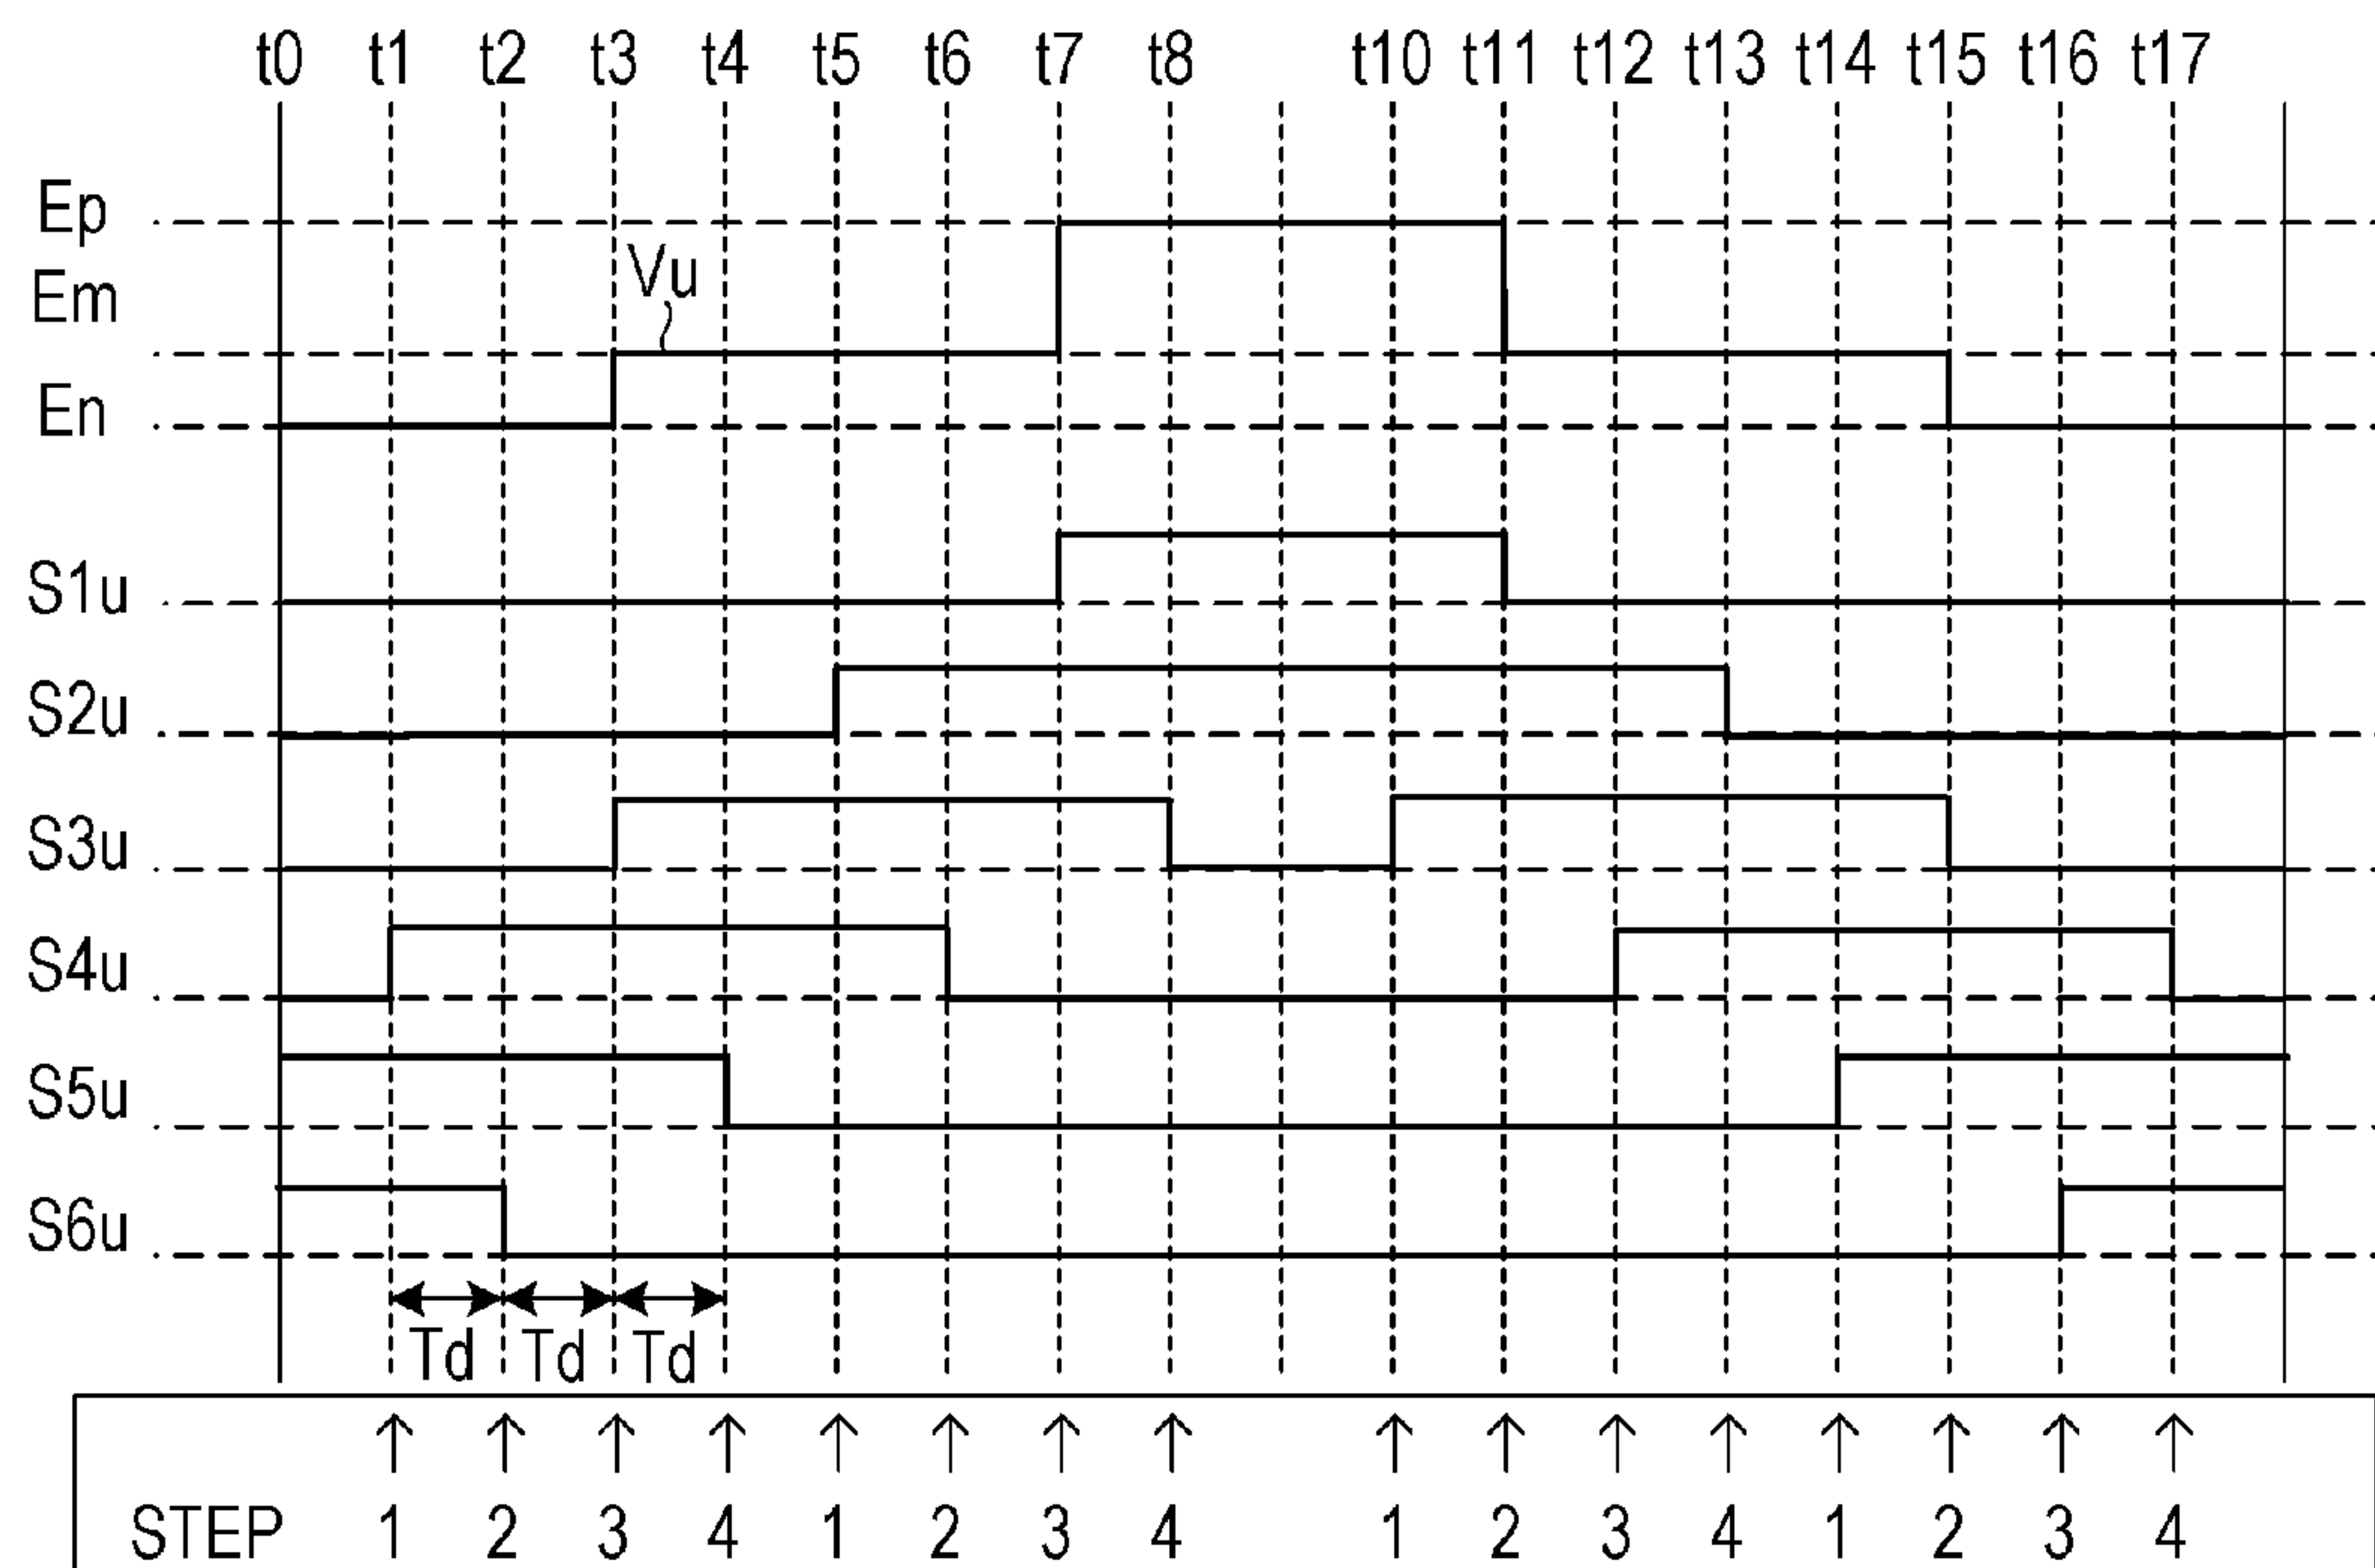 t0 t1 t2 t3 t4 t5 t6 t7 t8 t10 t11 t12 t13 t14 t15 t16 t17
Ep
Vu
Em
En
S1u
S2u
S3u
S4u
S5u
S6u
Td Td Td
STEP 1 2 3 4 1 2 3 4 1 2 3 4 1 2 3 4